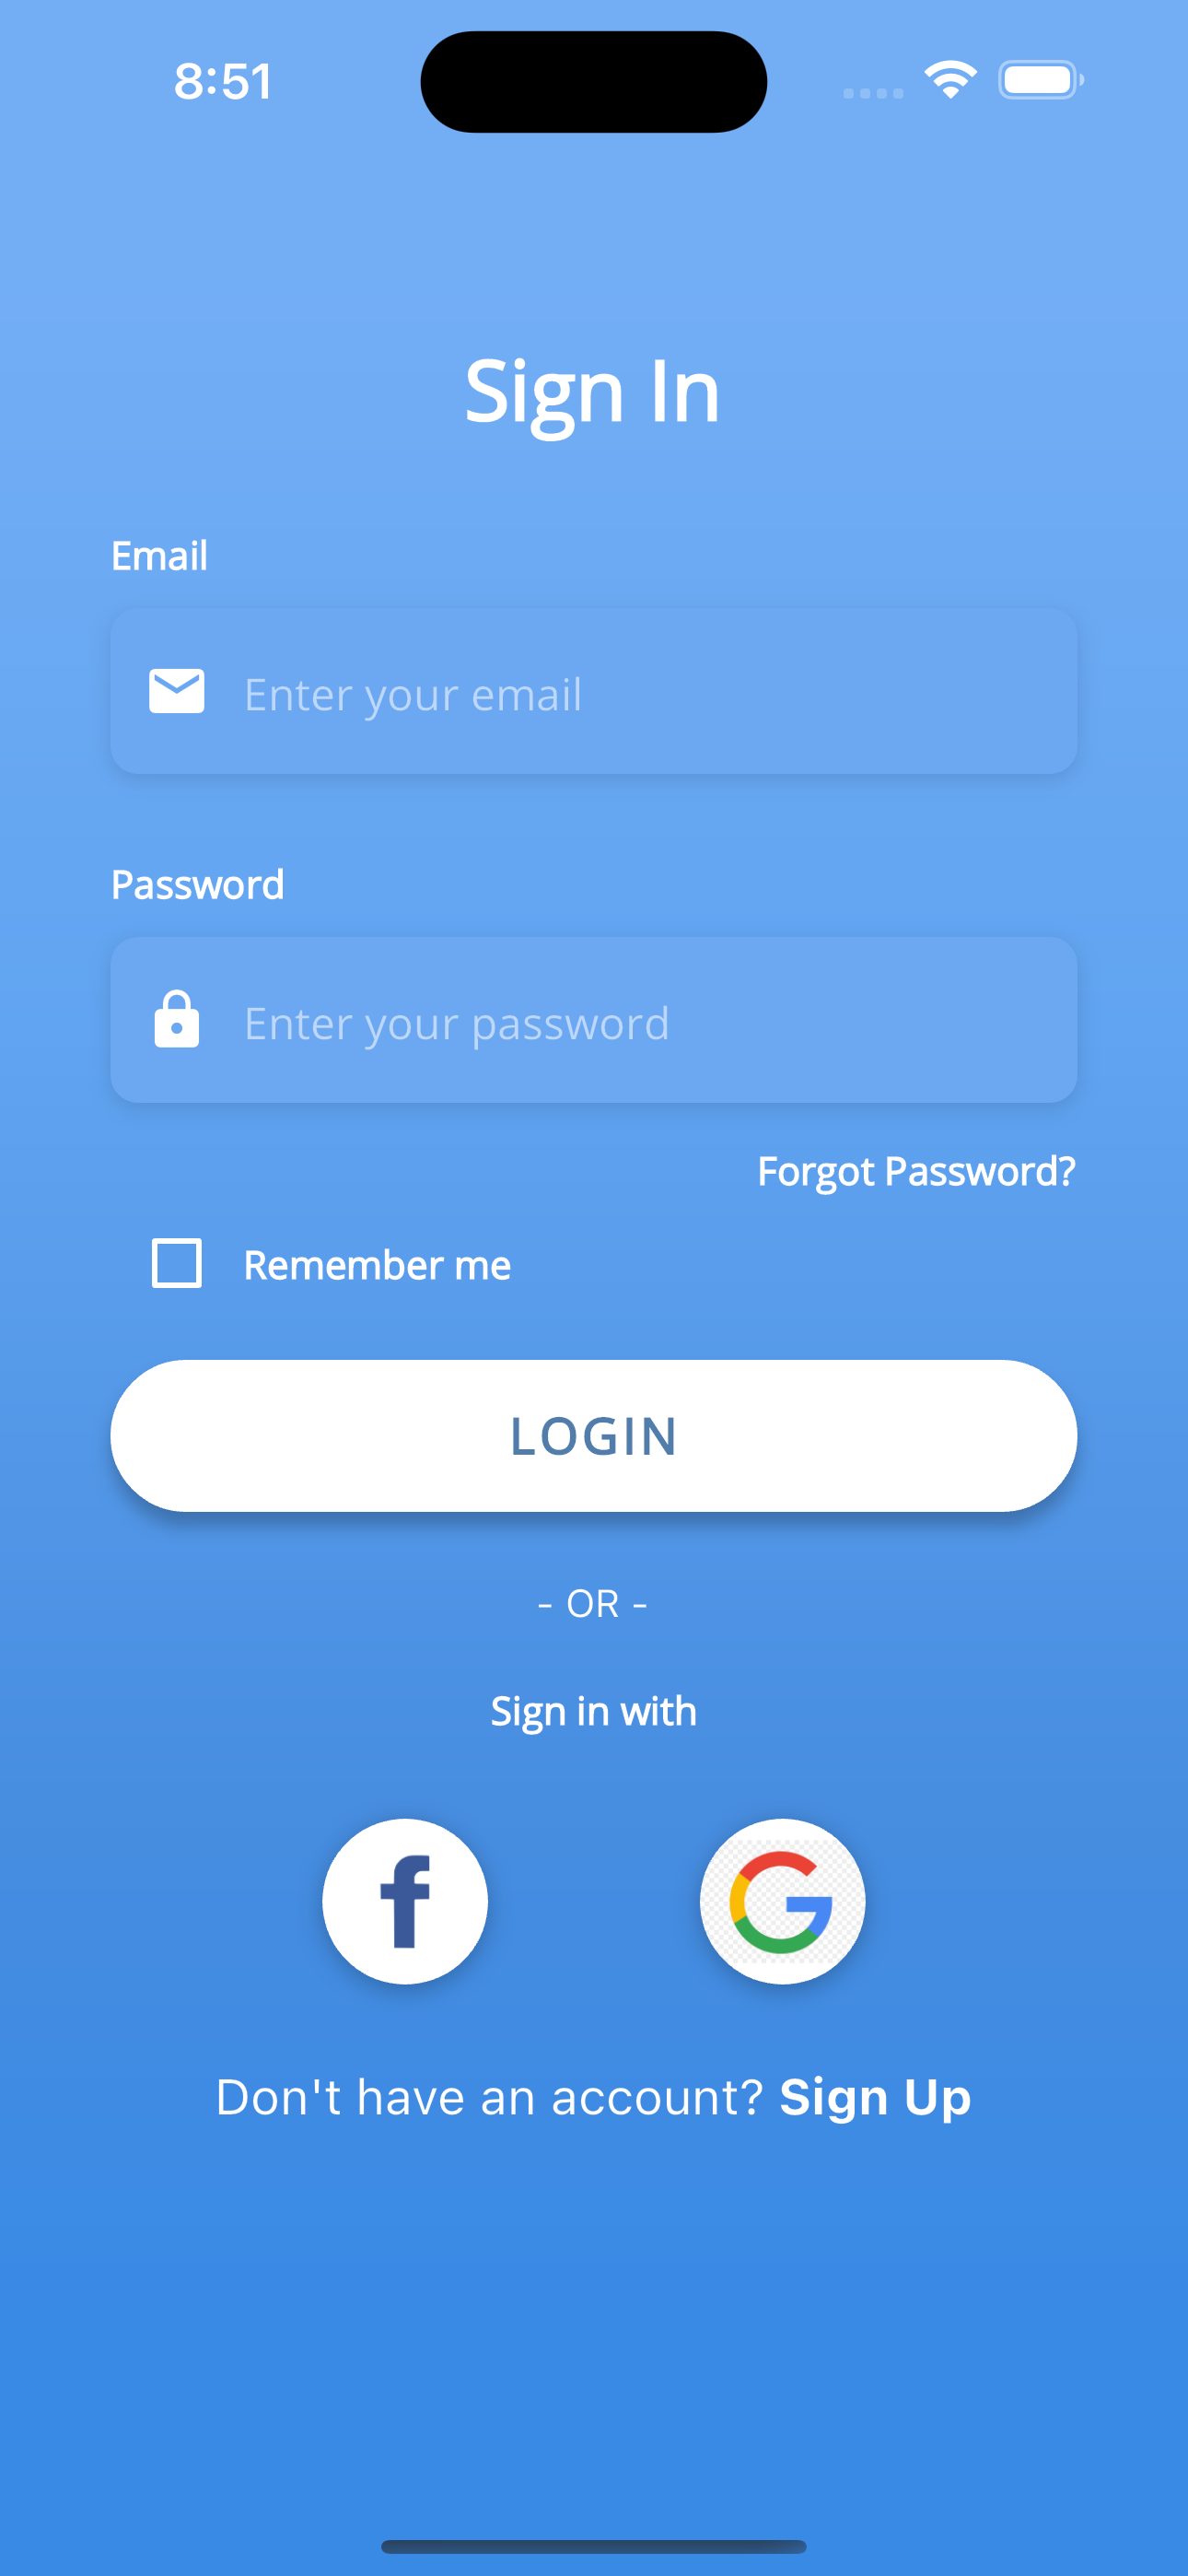 8:51
Sign In
Email
Enter your email
Password
Enter your password
Forgot Password?
Remember me
LOGIN
- OR -
Sign in with
f G
Don't have an account? Sign Up